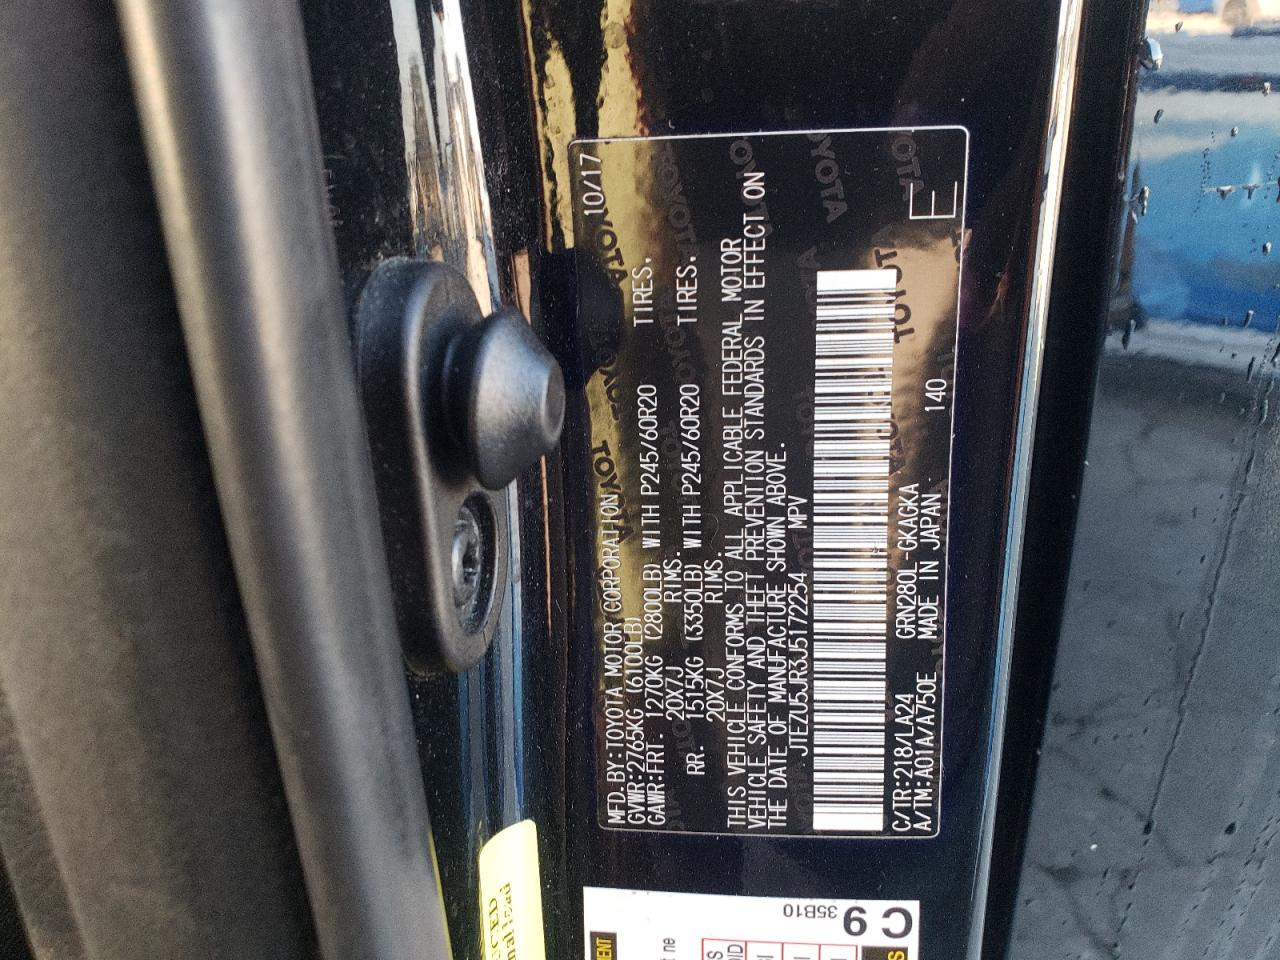 MFD. BY: TOYOTA MOTOR CORPORATION 10/17
GVWR: 2765KG (6100LB)
GAWR: FRT. 1270KG (2800LB) WITH P245/60R20 TIRES.
20X7J RIMS.
RR. 1515KG (3350LB) WITH P245/60R20 TIRES.
20X7J RIMS.
THIS VEHICLE CONFORMS TO ALL APPLICABLE FEDERAL MOTOR
VEHICLE SAFETY AND THEFT PREVENTION STANDARDS IN EFFECT ON
THE DATE OF MANUFACTURE SHOWN ABOVE.
JTEZU5JR3J5172254 MPV
C/TR: 218/LA24 GRN280L-GKAGKA
A/TM: A01A/A750E MADE IN JAPAN 140
E
C 9
35B10